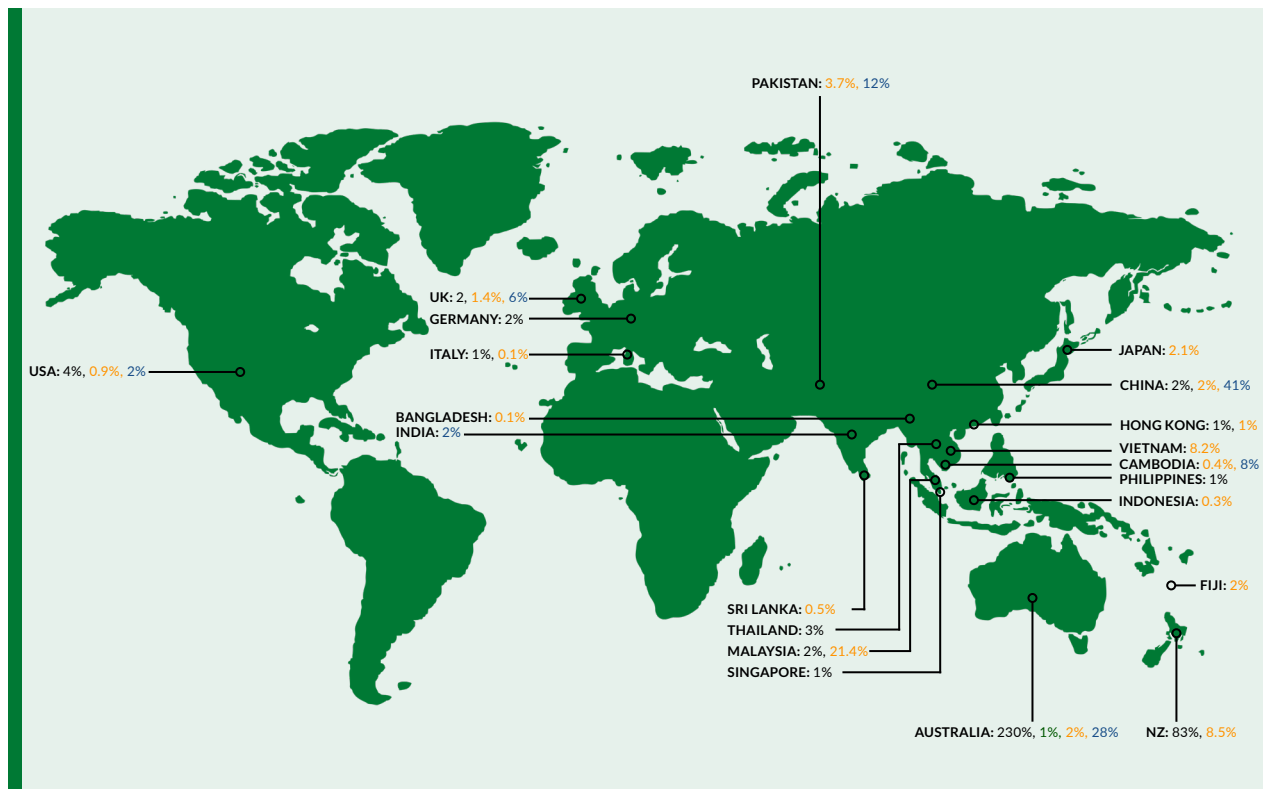 PAKISTAN: 3.7%, 12%
UK: 2, 1.4%, 6%
GERMANY: 2%
ITALY: 1%, 0.1%
JAPAN: 2.1%
USA: 4%, 0.9%, 2%
CHINA: 2%, 2%, 41%
BANGLADESH: 0.1%
INDIA: 2%
HONG KONG: 1%, 1%
VIETNAM: 8.2%
CAMBODIA: 0.4%, 8%
PHILIPPINES: 1%
INDONESIA: 0.3%
FIJI: 2%
SRI LANKA: 0.5%
THAILAND: 3%
MALAYSIA: 2%, 21.4%
SINGAPORE: 1%
AUSTRALIA: 230%, 1%, 2%, 28%
NZ: 83%, 8.5%